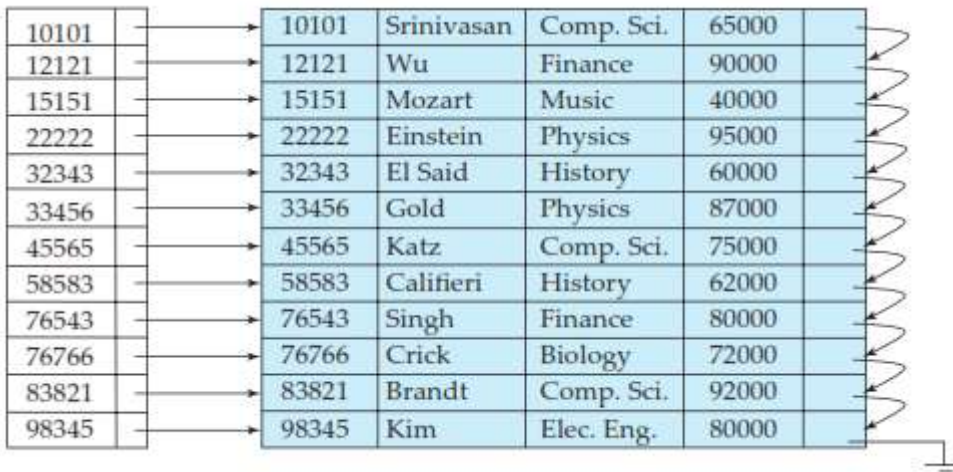 10101 10101 Srinivasan Comp. Sci. 65000
12121 12121 Wu Finance 90000
15151 15151 Mozart Music 40000
22222 22222 Einstein Physics 95000
32343 32343 El Said History 60000
33456 33456 Gold Physics 87000
45565 45565 Katz Comp. Sci. 75000
58583 58583 Califieri History 62000
76543 76543 Singh Finance 80000
76766 76766 Crick Biology 72000
83821 83821 Brandt Comp. Sci. 92000
98345 98345 Kim Elec. Eng. 80000